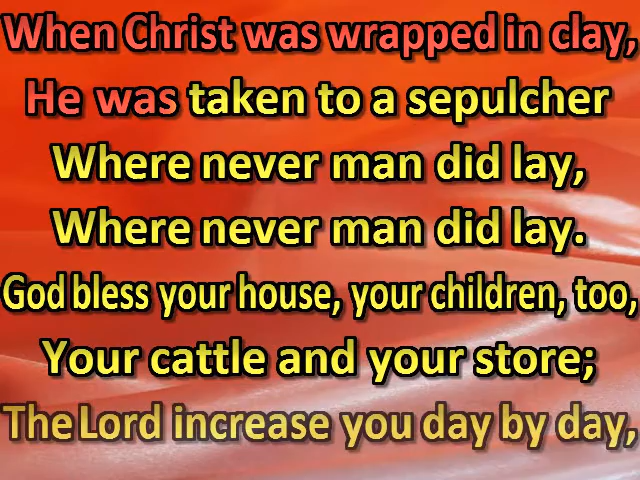 When Christ was wrapped in clay,
He was taken to a sepulcher
Where never man did lay,
Where never man did lay.
God bless your house, your children, too,
Your cattle and your store;
The Lord increase you day by day,